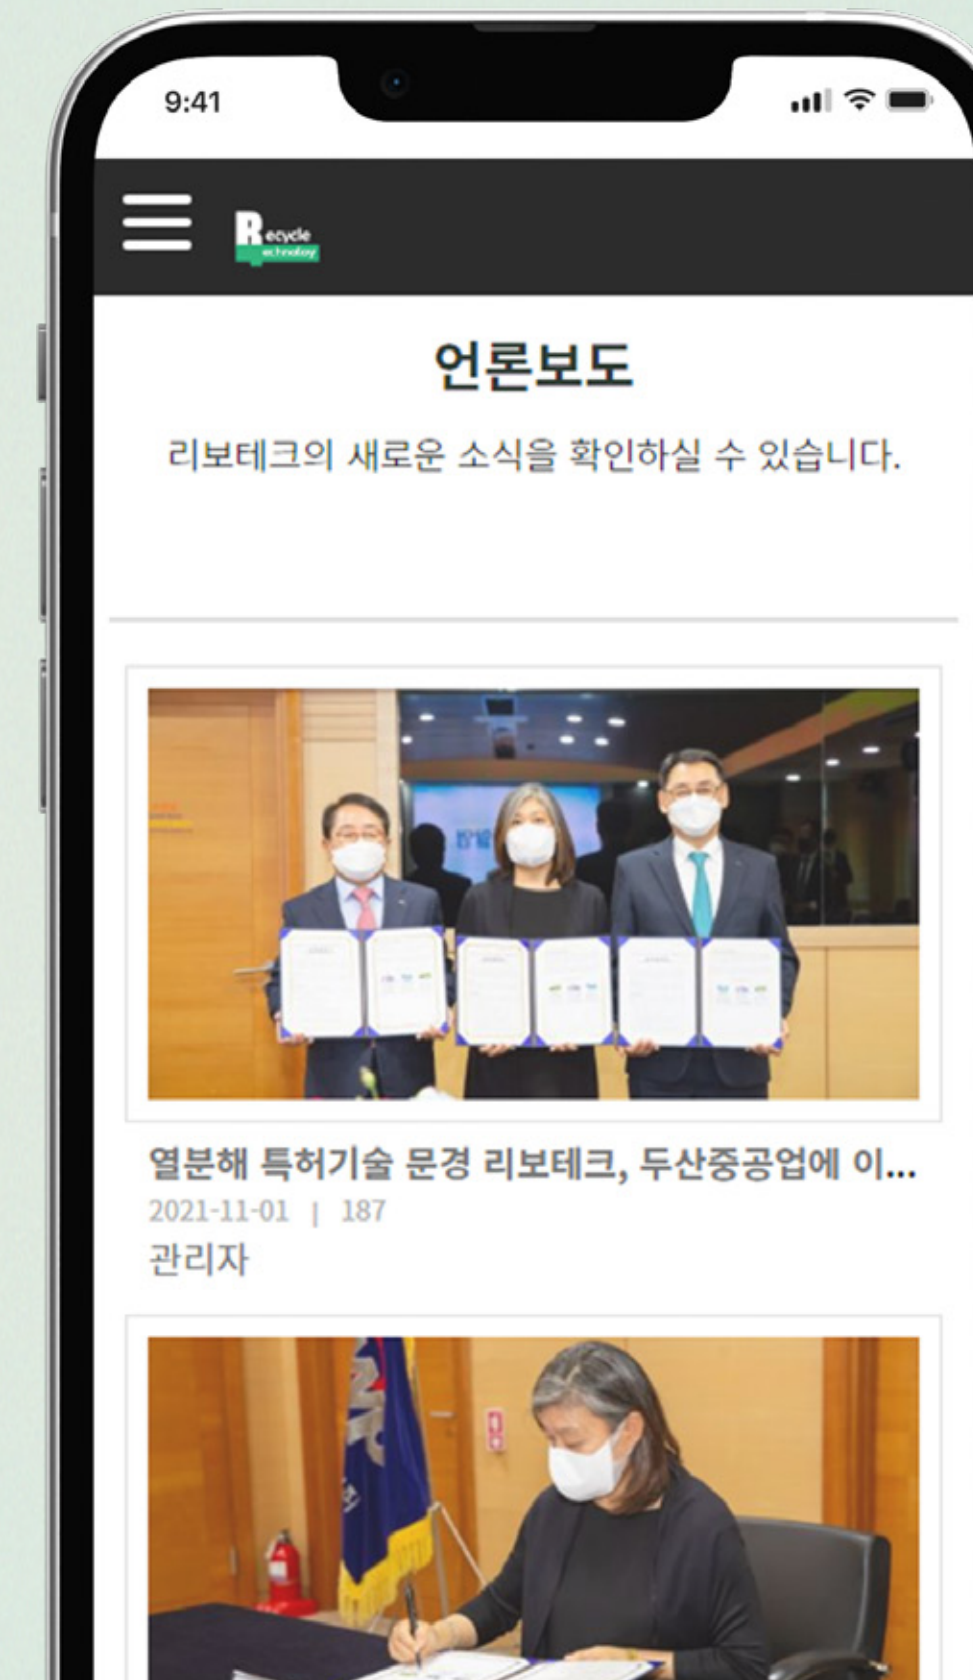 9:41
Recycle
Technoloy
언론보도
리보테크의 새로운 소식을 확인하실 수 있습니다.
열분해 특허기술 문경 리보테크, 두산중공업에 이...
2021-11-01 | 187
관리자